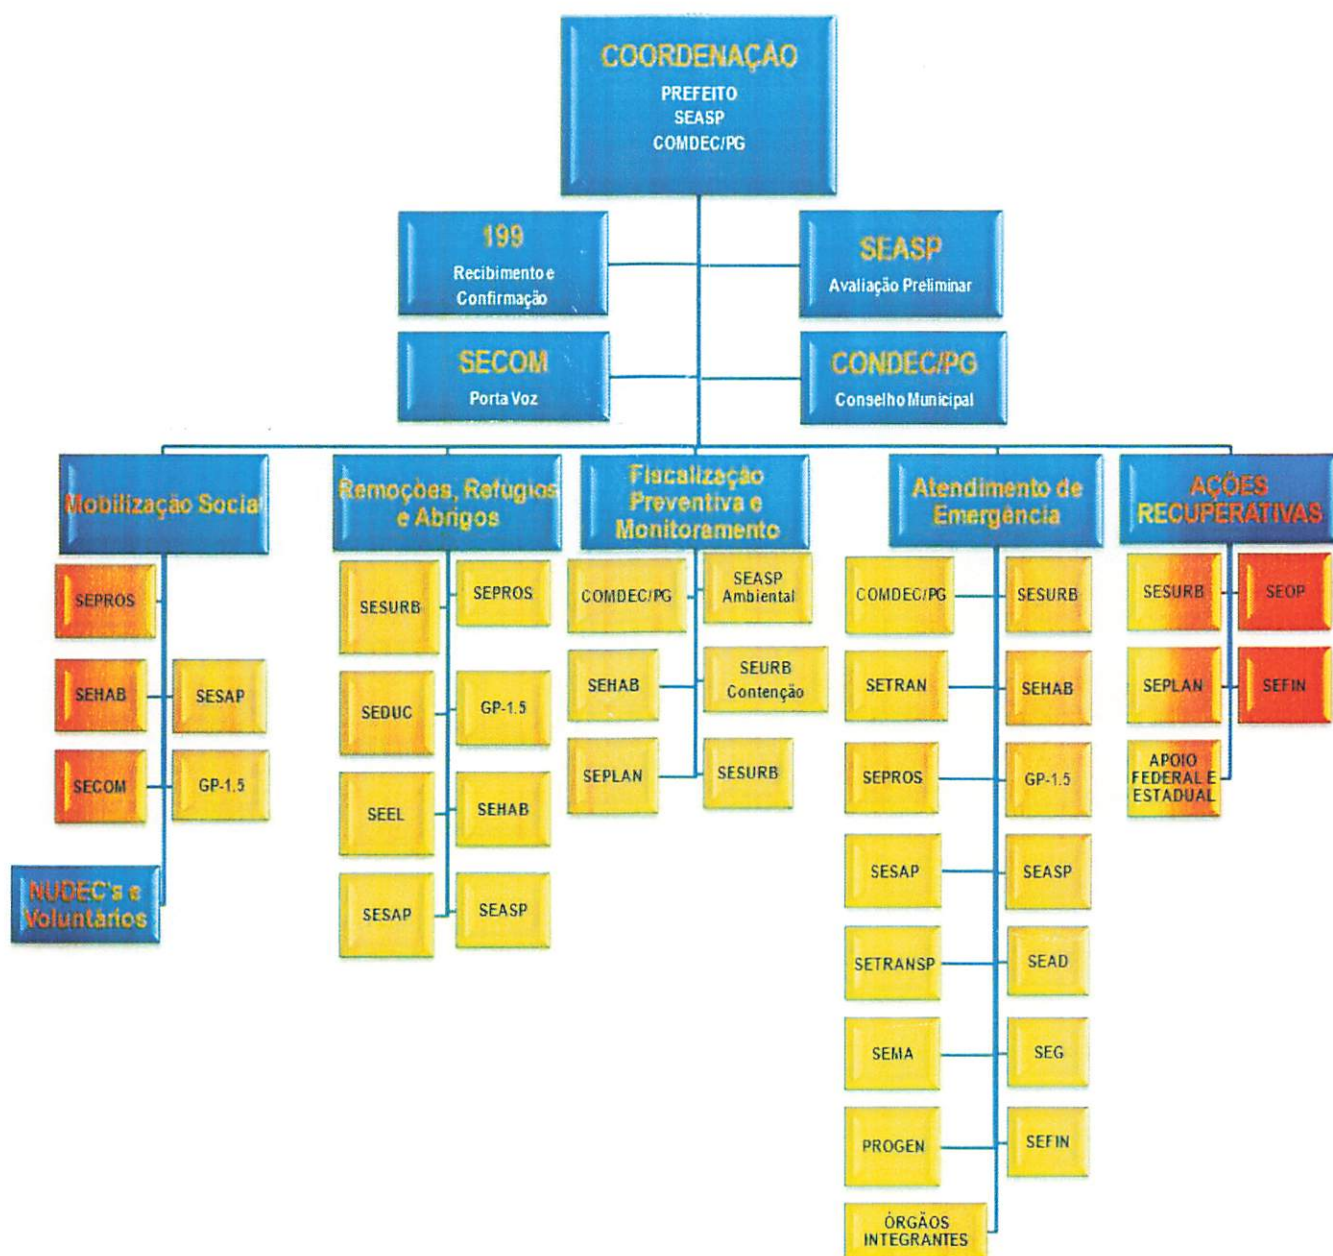 COORDENAÇÃO
PREFEITO
SEASP
COMDEC/PG
199
Recibimento e
Confirmação
SEASP
Avaliação Preliminar
SECOM
Porta Voz
CONDEC/PG
Conselho Municipal
Mobilização Social
SEPROS
SEHAB
SESAP
SECOM
GP-1.5
NUDEC's e
Voluntários
Remoções, Refúgios
e Abrigos
SESURB
SEPROS
SEDUC
GP-1.5
SEEL
SEHAB
SESAP
SEASP
Fiscalização
Preventiva e
Monitoramento
COMDEC/PG
SEASP
Ambiental
SEHAB
SEURB
Contenção
SEPLAN
SESURB
Atendimento de
Emergência
COMDEC/PG
SESURB
SETRAN
SEHAB
SEPROS
GP-1.5
SESAP
SEASP
SETRANSP
SEAD
SEMA
SEG
PROGEN
SEFIN
ÓRGÃOS
INTEGRANTES
AÇÕES
RECUPERATIVAS
SESURB
SEOP
SEPLAN
SEFIN
APOIO
FEDERAL E
ESTADUAL